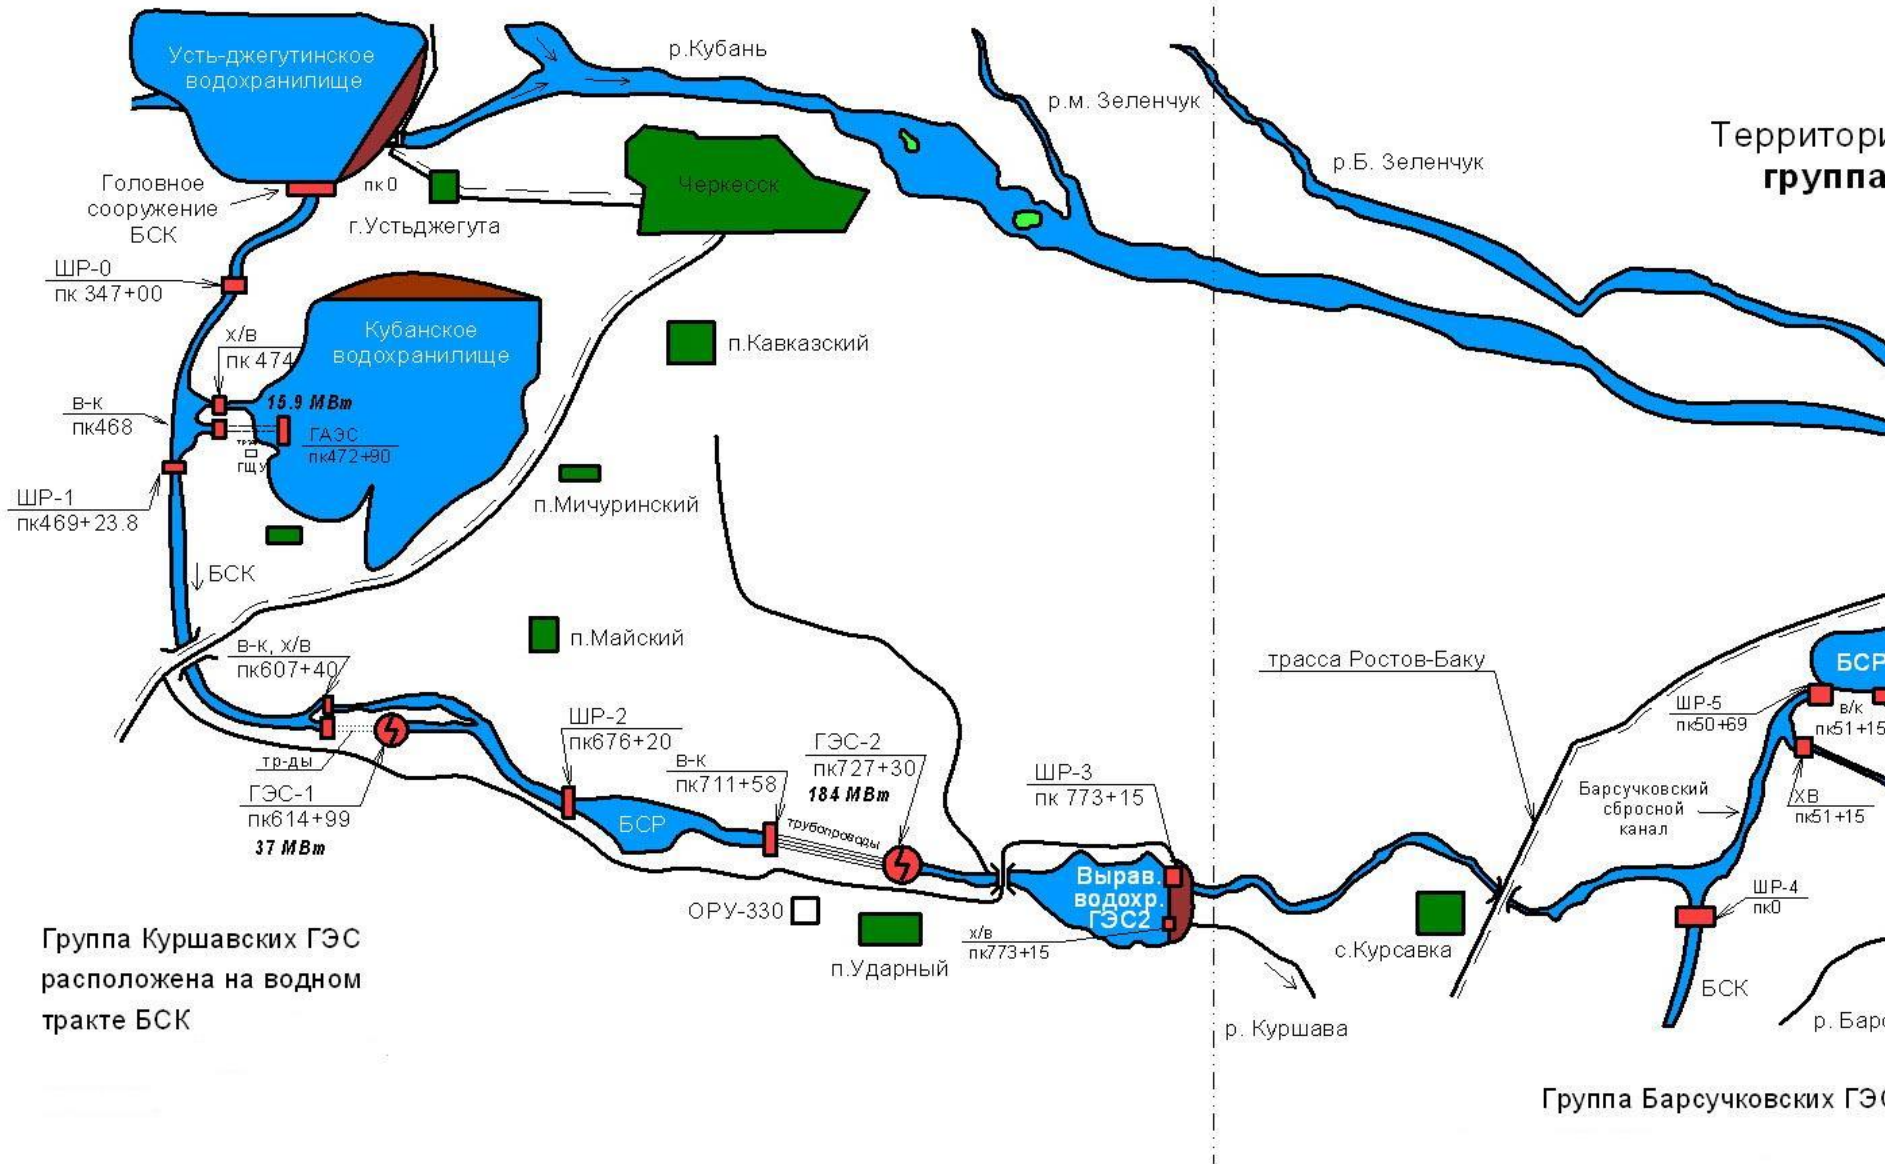 Усть-джегутинское
водохранилище
р.Кубань
р.м. Зеленчук
р.Б. Зеленчук
Территори
группа
Головное
сооружение
БСК
пк0
г.Устьджегута
Черкесск
ШР-0
пк 347+00
х/в
пк 474
Кубанское
водохранилище
п.Кавказский
15.9 МВт
в-к
пк468
ГАЭС
пк472+90
ГЩУ
ШР-1
пк469+23.8
п.Мичуринский
БСК
п.Майский
в-к, х/в
пк607+40
тр-ды
ГЭС-1
пк614+99
37 МВт
ШР-2
пк676+20
БСР
в-к
пк711+58
трубопроводы
ГЭС-2
пк727+30
184 МВт
ШР-3
пк 773+15
Вырав.
водохр.
ГЭС2
х/в
пк773+15
ОРУ-330
п.Ударный
трасса Ростов-Баку
с.Курсавка
р. Куршава
БСР
ШР-5
пк50+69
в/к
пк51+15
Барсучковский
сбросной
канал
ХВ
пк51+15
ШР-4
пк0
БСК
р. Барс
Группа Куршавских ГЭС
расположена на водном
тракте БСК
Группа Барсучковских ГЭС